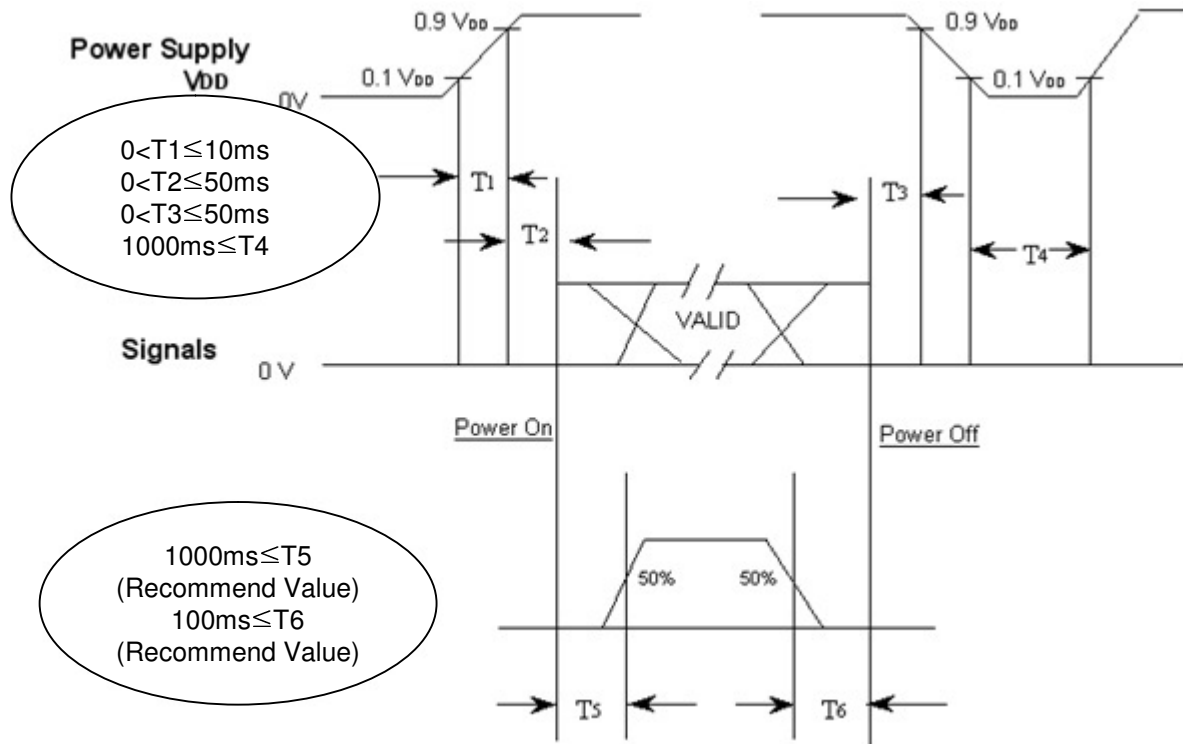 0.9 VDD
0.9 VDD
Power Supply
VDD
0.1 VDD
0.1 VDD
0V
0<T1≦10ms
0<T2≦50ms
0<T3≦50ms
1000ms≦T4
T1
T3
T2
T4
VALID
Signals
0 V
Power On
Power Off
1000ms≦T5
(Recommend Value)
100ms≦T6
(Recommend Value)
50%
50%
T5
T6